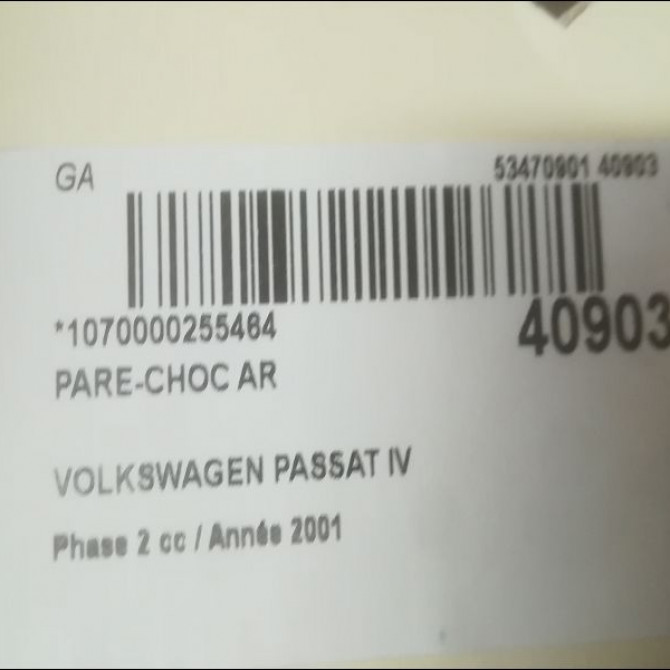 GA
53470901 40903
*1070000255464
40903
PARE-CHOC AR
VOLKSWAGEN PASSAT IV
Phase 2 cc / Année 2001